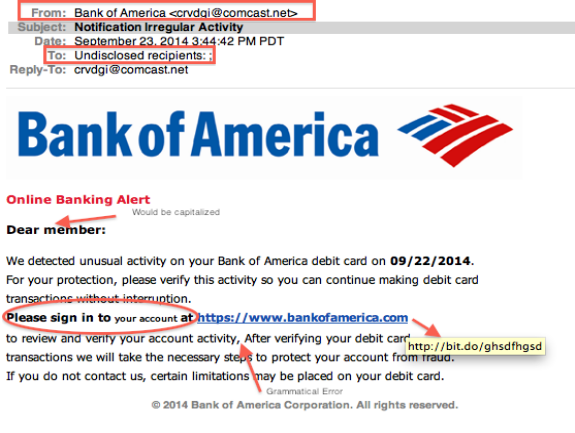 From: Bank of America <crvdgi@comcast.net>
Subject: Notification Irregular Activity
Date: September 23, 2014 3:44:42 PM PDT
To: Undisclosed recipients: ;
Reply-To: crvdgi@comcast.net
Bank of America
Online Banking Alert
Would be capitalized
Dear member:
We detected unusual activity on your Bank of America debit card on 09/22/2014.
For your protection, please verify this activity so you can continue making debit card
transactions without interruption.
Please sign in to your account at https://www.bankofamerica.com
to review and verify your account activity, After verifying your debit card
http://bit.do/ghsdfhgsd
transactions we will take the necessary steps to protect your account from fraud.
If you do not contact us, certain limitations may be placed on your debit card.
Grammatical Error
© 2014 Bank of America Corporation. All rights reserved.